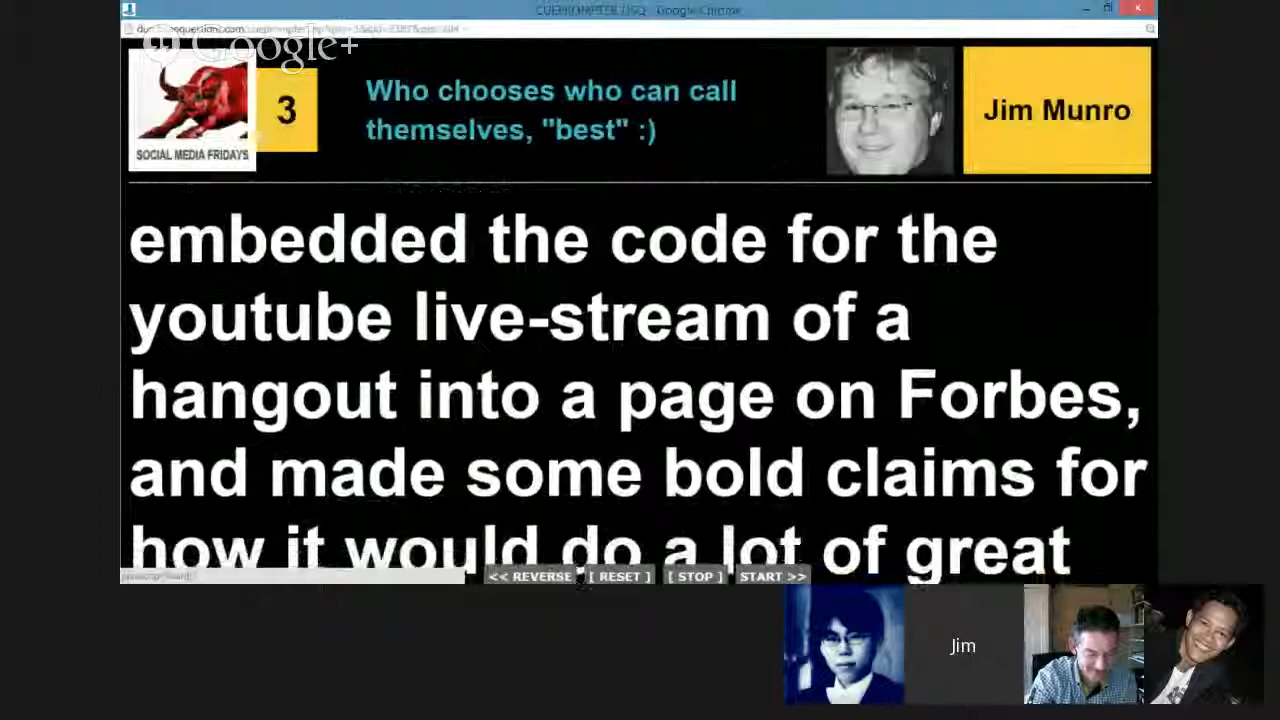 CUEPROMPTER USQ - Google Chrome
Google+
3
Who chooses who can call
themselves, "best" :)
Jim Munro
SOCIAL MEDIA FRIDAYS
embedded the code for the
youtube live-stream of a
hangout into a page on Forbes,
and made some bold claims for
how it would do a lot of great
<< REVERSE [ RESET ] [ STOP ] START >>
Jim